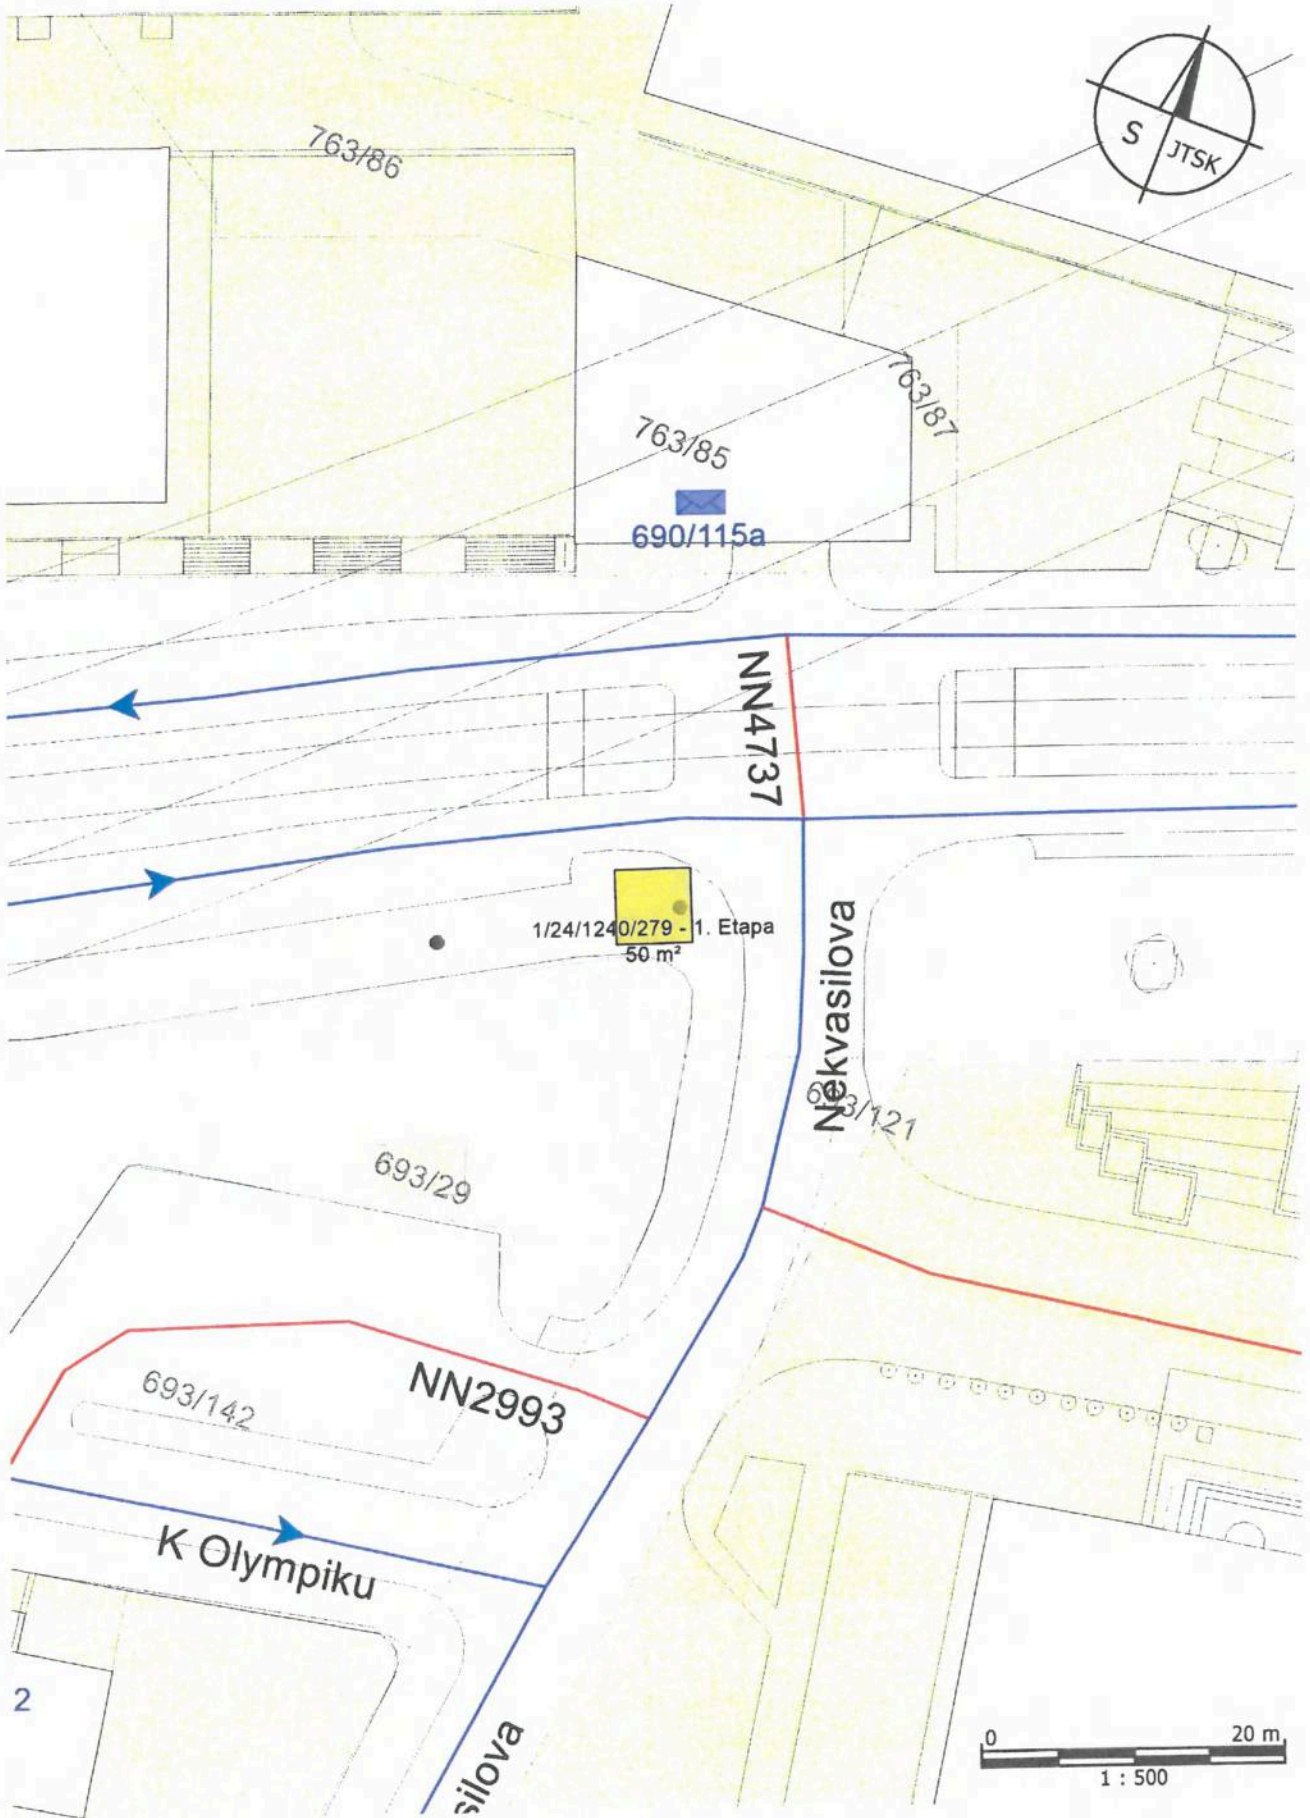 763/86
S JTSK
763/87
763/85
690/115a
NN4737
1/24/1240/279 - 1. Etapa
50 m²
Nekvasilova
693/121
693/29
NN2993
693/142
K Olympiku
2
silova
0 20 m
1 : 500